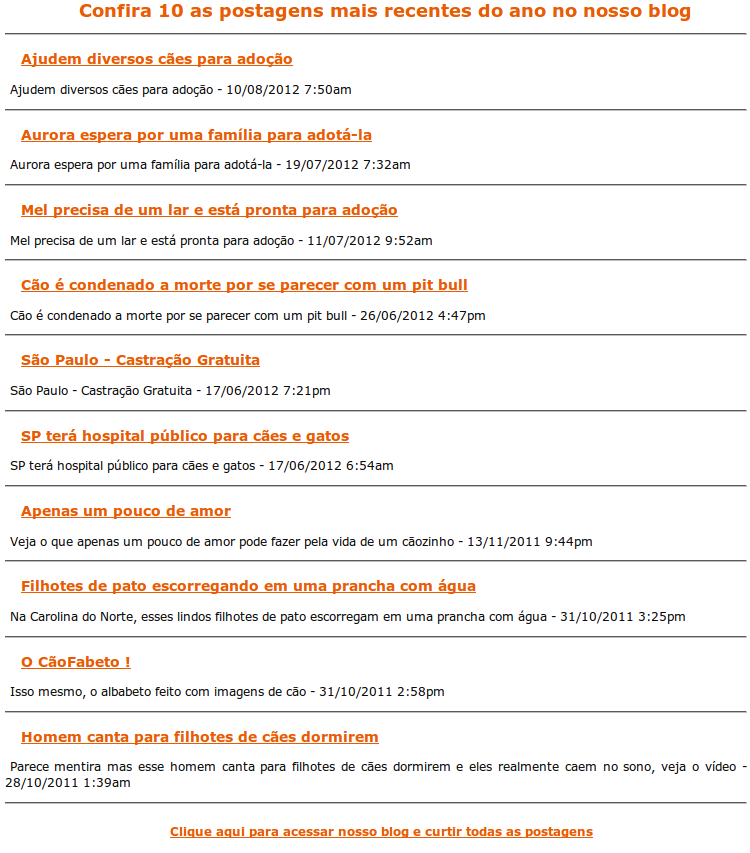 Confira 10 as postagens mais recentes do ano no nosso blog
Ajudem diversos cães para adoção
Ajudem diversos cães para adoção - 10/08/2012 7:50am
Aurora espera por uma família para adotá-la
Aurora espera por uma família para adotá-la - 19/07/2012 7:32am
Mel precisa de um lar e está pronta para adoção
Mel precisa de um lar e está pronta para adoção - 11/07/2012 9:52am
Cão é condenado a morte por se parecer com um pit bull
Cão é condenado a morte por se parecer com um pit bull - 26/06/2012 4:47pm
São Paulo - Castração Gratuita
São Paulo - Castração Gratuita - 17/06/2012 7:21pm
SP terá hospital público para cães e gatos
SP terá hospital público para cães e gatos - 17/06/2012 6:54am
Apenas um pouco de amor
Veja o que apenas um pouco de amor pode fazer pela vida de um cãozinho - 13/11/2011 9:44pm
Filhotes de pato escorregando em uma prancha com água
Na Carolina do Norte, esses lindos filhotes de pato escorregam em uma prancha com água - 31/10/2011 3:25pm
O CãoFabeto !
Isso mesmo, o albabeto feito com imagens de cão - 31/10/2011 2:58pm
Homem canta para filhotes de cães dormirem
Parece mentira mas esse homem canta para filhotes de cães dormirem e eles realmente caem no sono, veja o vídeo -
28/10/2011 1:39am
Clique aqui para acessar nosso blog e curtir todas as postagens